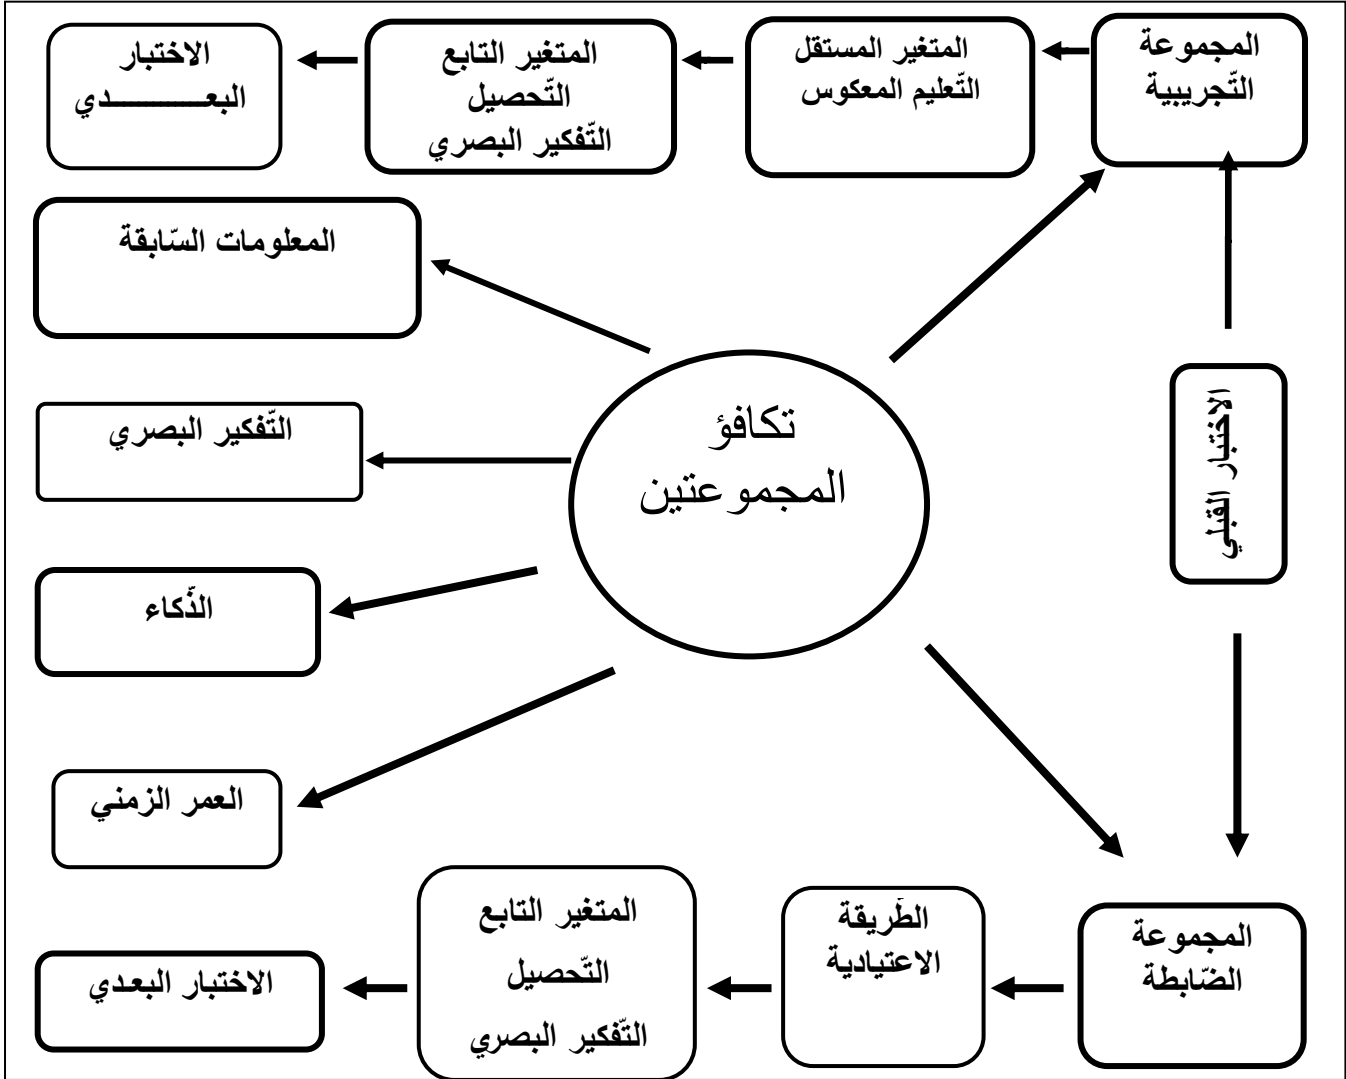 المجموعة
التّجريبية
المتغير المستقل
التّعليم المعكوس
المتغير التابع
التّحصيل
التّفكير البصري
الاختبار
البعــــــــدي
المعلومات السّابقة
تكافؤ
المجموعتين
الاختبار القبلي
التّفكير البصري
الذّكاء
العمر الزمني
المجموعة
الضّابطة
الطّريقة
الاعتيادية
المتغير التابع
التّحصيل
التّفكير البصري
الاختبار البعدي